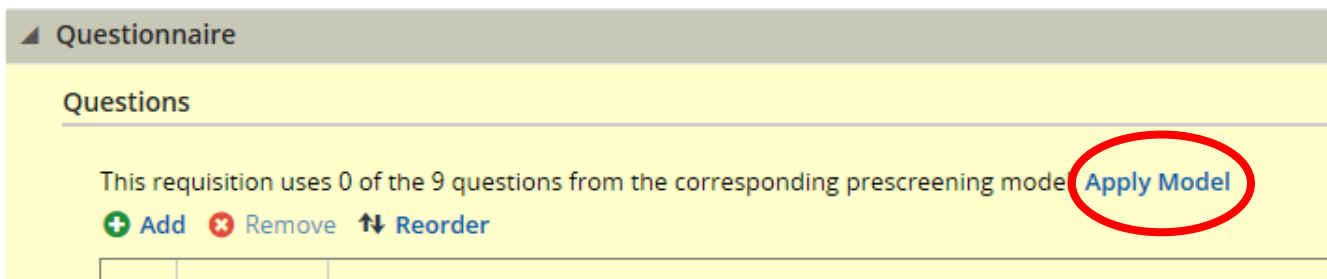 Questionnaire
Questions
This requisition uses 0 of the 9 questions from the corresponding prescreening model Apply Model
Add Remove Reorder